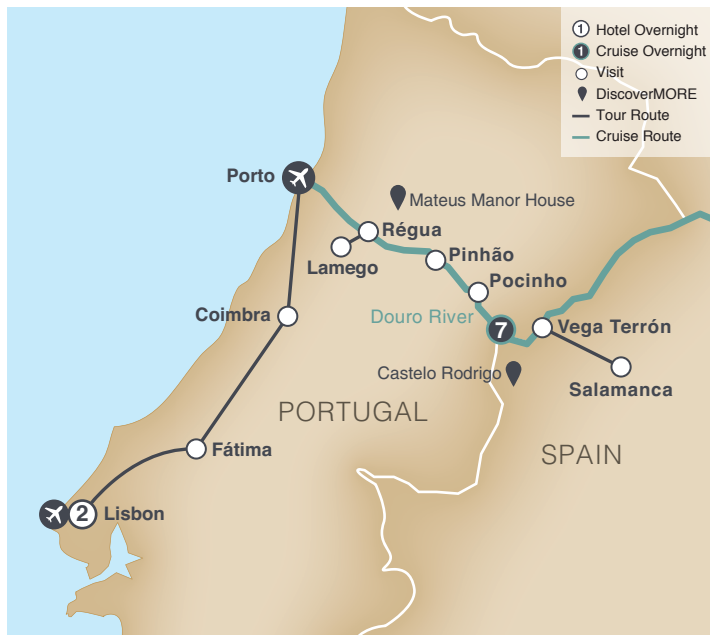 1 Hotel Overnight
1 Cruise Overnight
Visit
DiscoverMORE
Tour Route
Cruise Route
Porto
Mateus Manor House
Régua
Lamego
Pinhão
Pocinho
Coimbra
Douro River
7
Vega Terrón
Castelo Rodrigo
Salamanca
PORTUGAL
Fátima
SPAIN
2 Lisbon